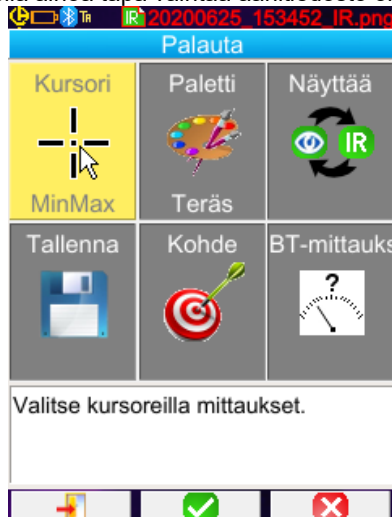 20200625_153452_IR.png
Palauta
Kursori Paletti Näyttää
IR
MinMax Teräs
Tallenna Kohde BT-mittauks
?
Valitse kursoreilla mittaukset.